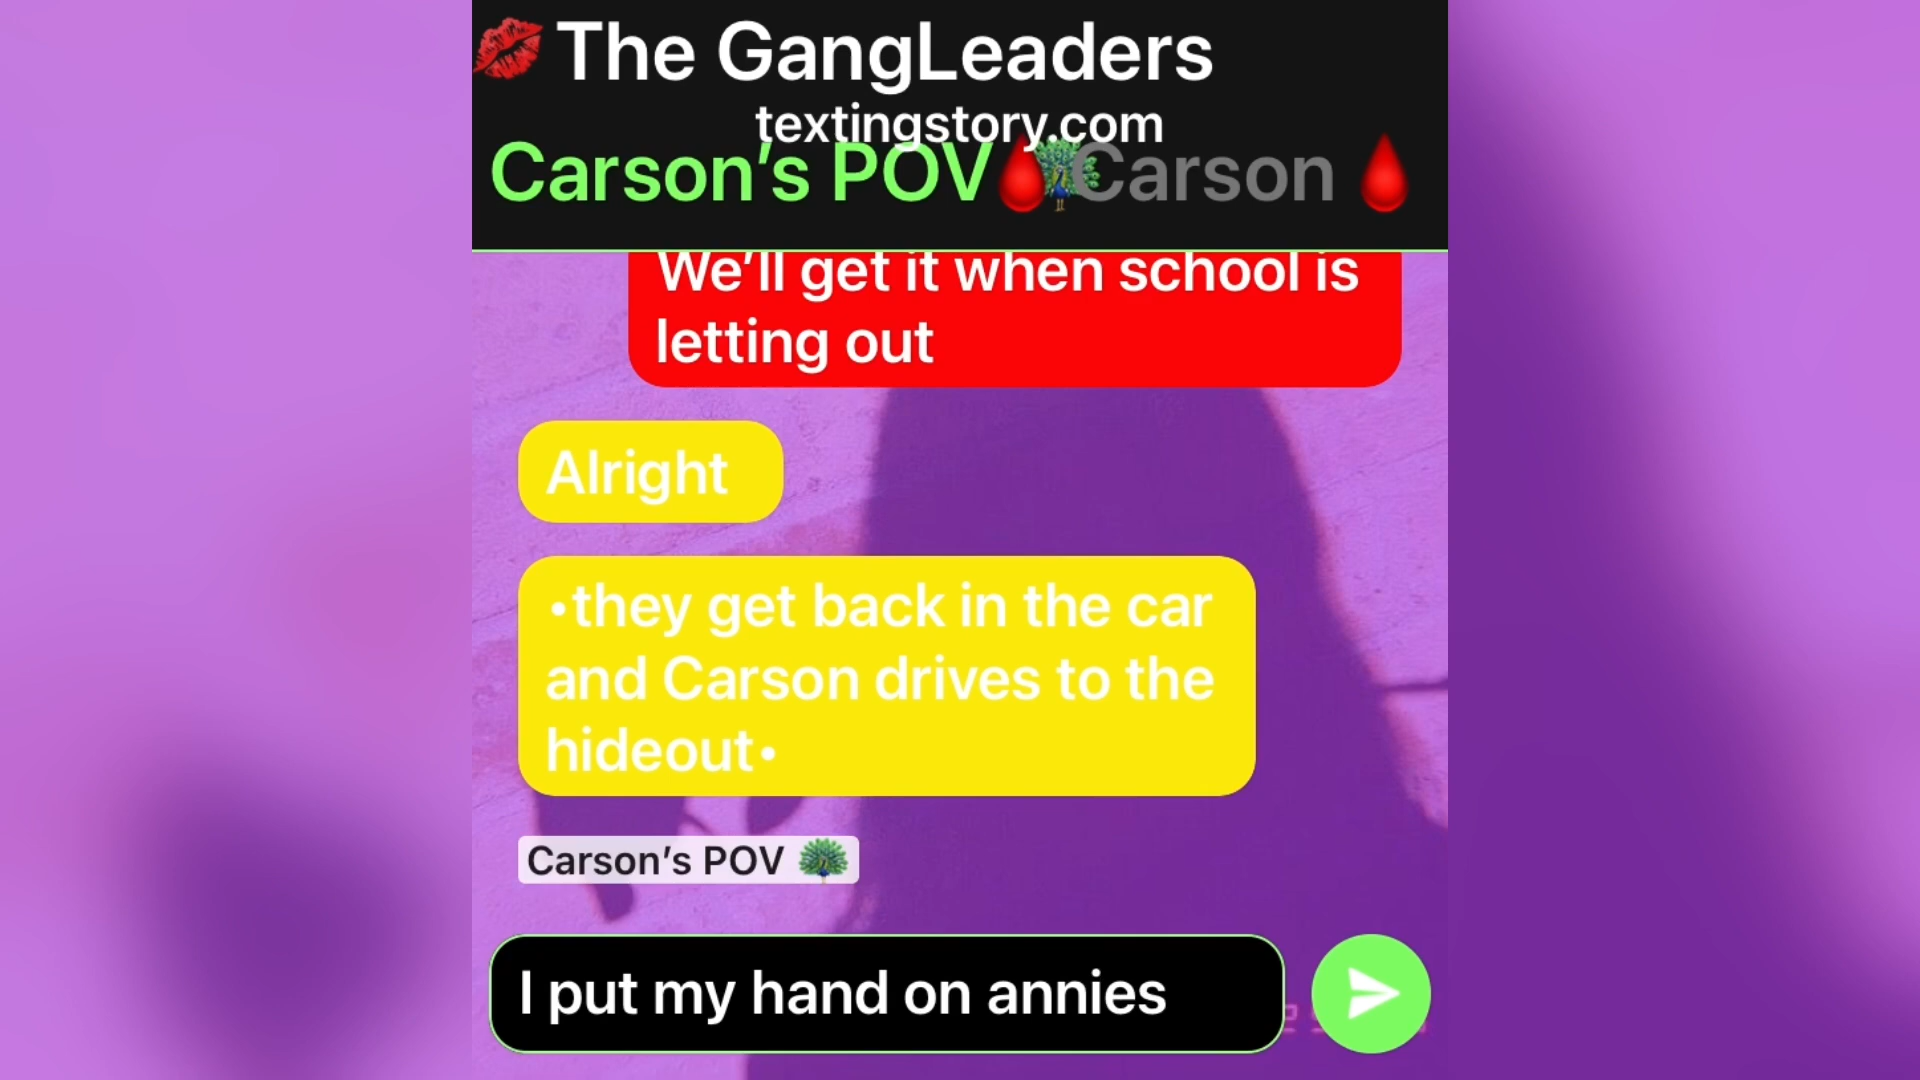 💋The GangLeaders
textingstory.com
Carson’s POV🩸🦚Carson 🩸
We’ll get it when school is
letting out
Alright
•they get back in the car
and Carson drives to the
hideout•
Carson’s POV 🦚
I put my hand on annies